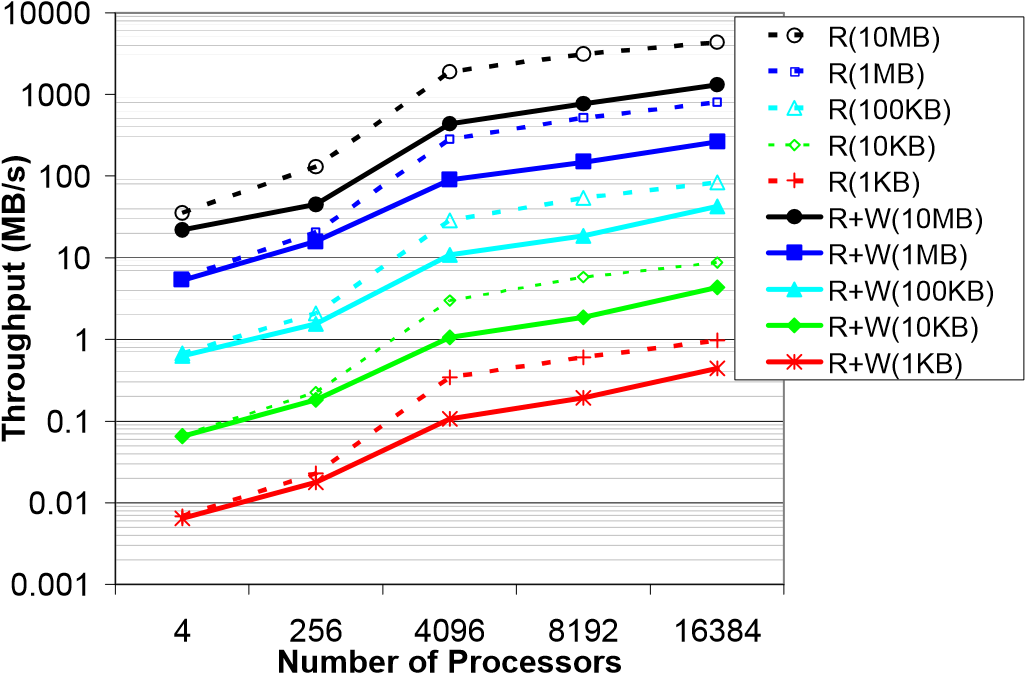 10000
1000
100
10
1
0.1
0.01
0.001
Throughput (MB/s)
4 256 4096 8192 16384
Number of Processors
R(10MB)
R(1MB)
R(100KB)
R(10KB)
R(1KB)
R+W(10MB)
R+W(1MB)
R+W(100KB)
R+W(10KB)
R+W(1KB)